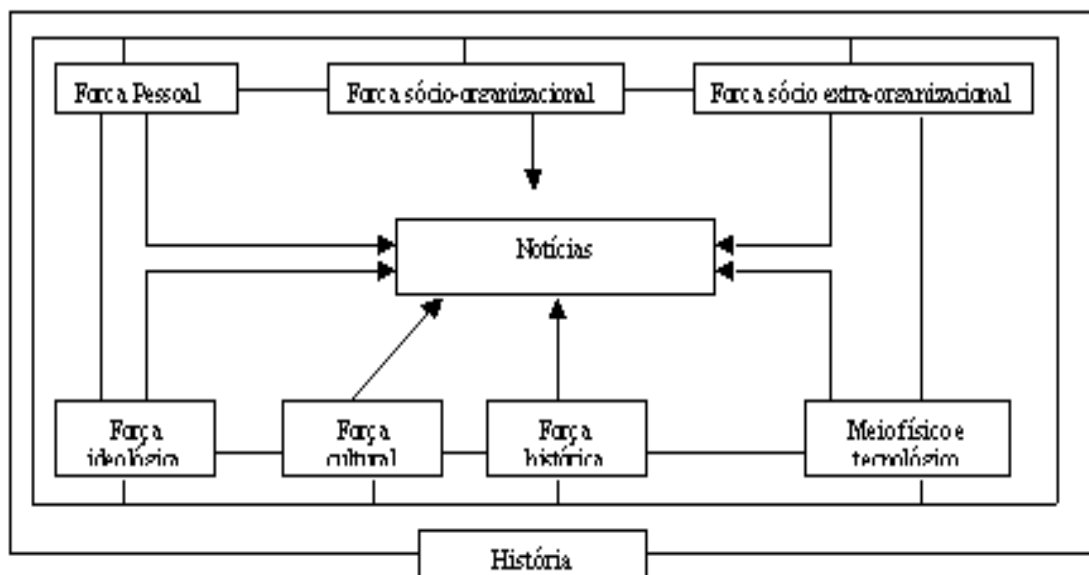 Força Pessoal
Força sócio-organizacional
Força sócio extra-organizacional
Notícias
Força
ideológica
Força
cultural
Força
histórica
Meio físico e
tecnológico
História